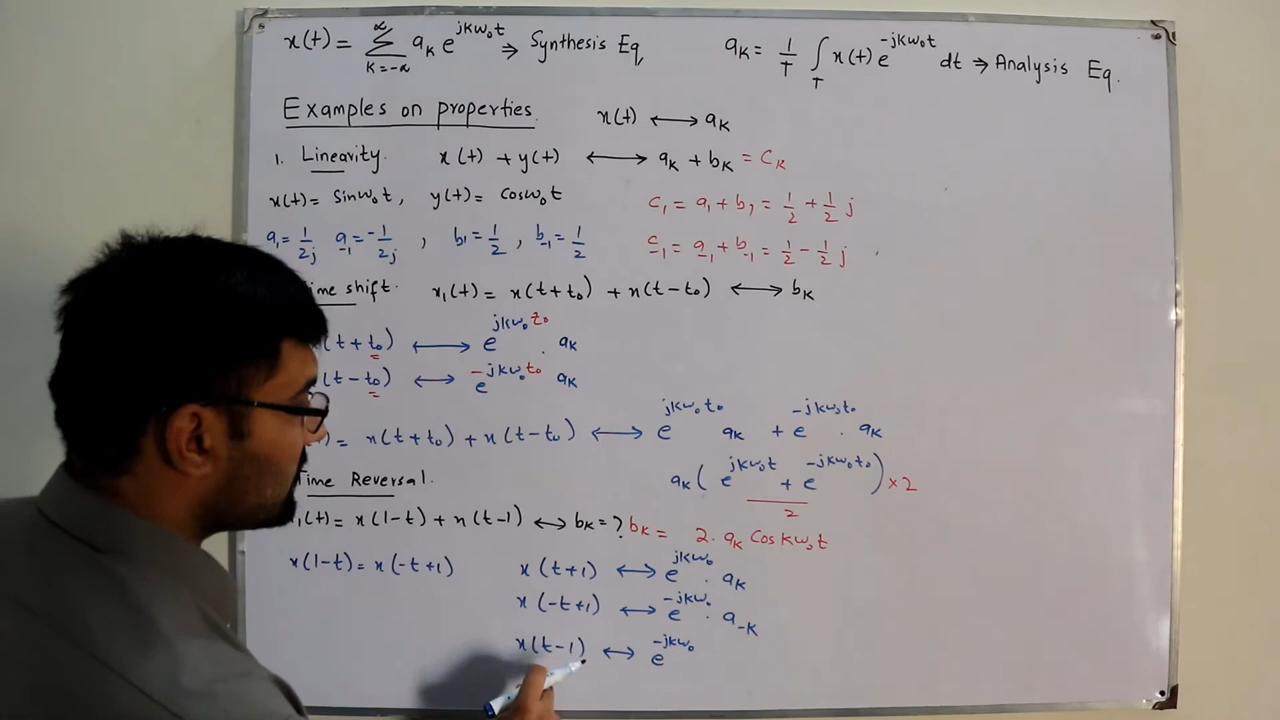 x(t) = ∑_{k=-∞}^{∞} a_k e^{jkω₀t} ⇒ Synthesis Eq, a_k = 1/T ∫_T x(t) e^{-jkω₀t} dt ⇒ Analysis Eq.
Examples on properties. x(t) ⟷ a_k
1. Linearity. x(t) + y(t) ⟷ a_k + b_k = C_k
x(t) = Sinω₀t, y(t) = Cosω₀t C₁ = a₁ + b₁ = 1/2 + 1/2 j
a₁ = 1/2j a₋₁ = -1/2j , b₁ = 1/2 , b₋₁ = 1/2 C₋₁ = a₋₁ + b₋₁ = 1/2 - 1/2 j
ime shift. x₁(t) = x(t+t₀) + x(t-t₀) ⟷ b_k
(t+t₀) ⟷ e^{jkω₀t₀} . a_k
(t-t₀) ⟷ e^{-jkω₀t₀} a_k
) = x(t+t₀) + x(t-t₀) ⟷ e^{jkω₀t₀} a_k + e^{-jkω₀t₀} . a_k
a_k ( (e^{jkω₀t} + e^{-jkω₀t₀}) / 2 ) × 2
Time Reversal.
x₁(t) = x(1-t) + x(t-1) ⟷ b_k = ? b_k = 2. a_k Cos kω₀t
x(1-t) = x(-t+1) x(t+1) ⟷ e^{jkω₀} . a_k
x(-t+1) ⟷ e^{-jkω₀} . a_{-k}
x(t-1) ⟷ e^{-jkω₀}